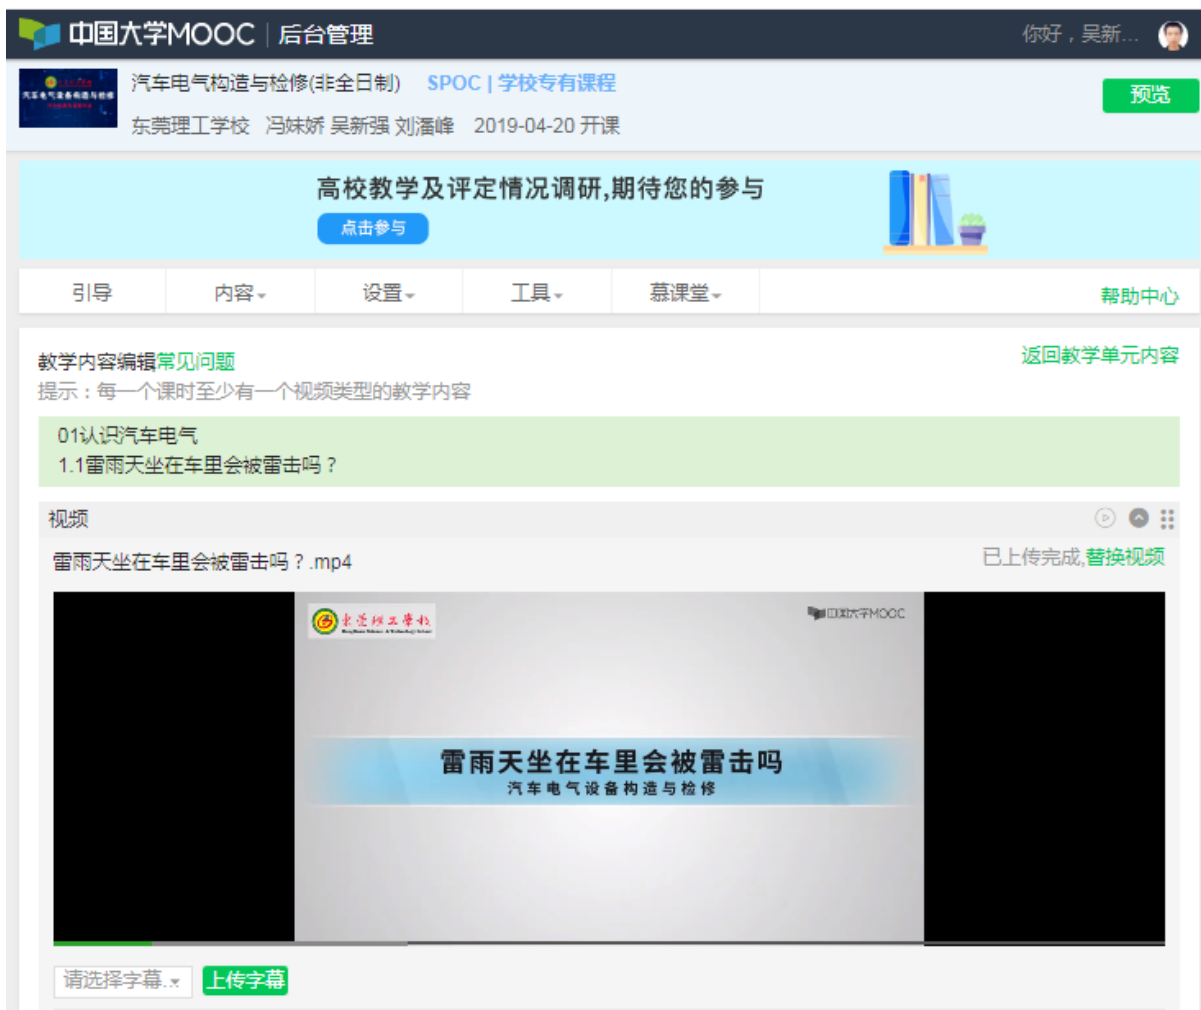 中国大学MOOC 后台管理
你好，吴新...
汽车电气构造与检修(非全日制) SPOC | 学校专有课程
预览
东莞理工学校 冯妹娇 吴新强 刘潘峰 2019-04-20 开课
高校教学及评定情况调研,期待您的参与
点击参与
引导 内容 设置 工具 慕课堂 帮助中心
教学内容编辑常见问题 返回教学单元内容
提示：每一个课时至少有一个视频类型的教学内容
01认识汽车电气
1.1雷雨天坐在车里会被雷击吗？
视频
雷雨天坐在车里会被雷击吗？.mp4 已上传完成,替换视频
东莞理工学校 中国大学MOOC
雷雨天坐在车里会被雷击吗
汽车电气设备构造与检修
请选择字幕... 上传字幕